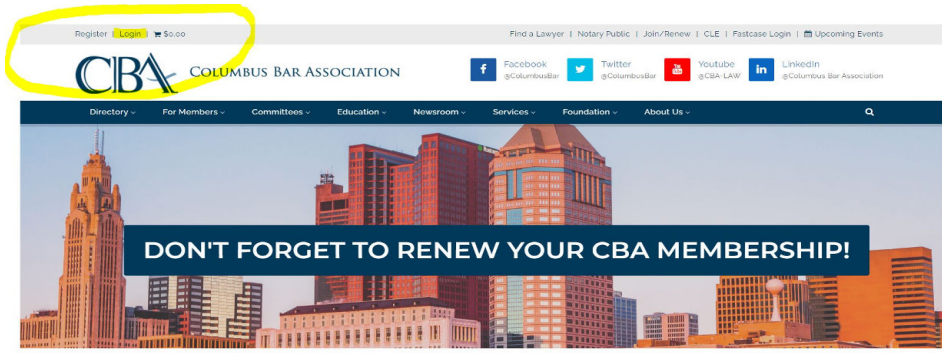 Register | Login | $0.00
Find a Lawyer | Notary Public | Join/Renew | CLE | Fastcase Login | Upcoming Events
CBA COLUMBUS BAR ASSOCIATION
Facebook
@ColumbusBar
Twitter
@ColumbusBar
Youtube
@CBA-LAW
LinkedIn
@Columbus Bar Association
Directory For Members Committees Education Newsroom Services Foundation About Us
DON'T FORGET TO RENEW YOUR CBA MEMBERSHIP!